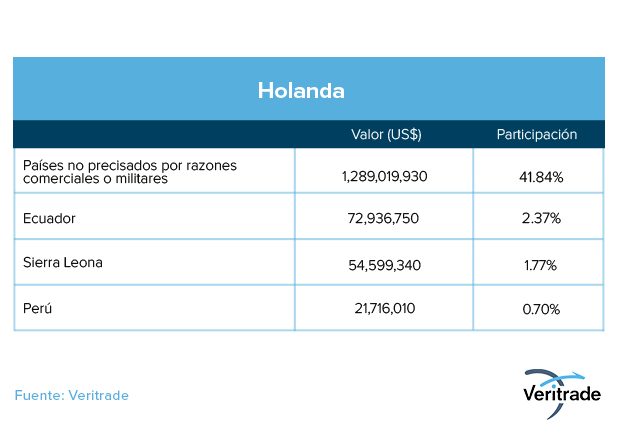 Holanda
Valor (US$) Participación
Países no precisados por razones
comerciales o militares 1,289,019,930 41.84%
Ecuador 72,936,750 2.37%
Sierra Leona 54,599,340 1.77%
Perú 21,716,010 0.70%
Fuente: Veritrade
Veritrade